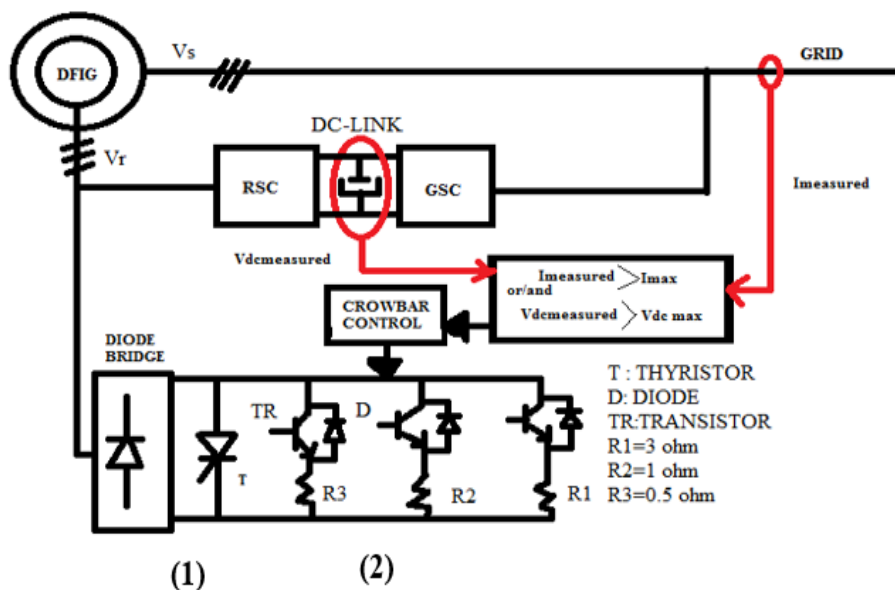 DFIG
Vs
GRID
Vr
DC-LINK
RSC
GSC
Imeasured
Vdcmeasured
Imeasured > Imax
or/and
Vdcmeasured > Vdc max
CROWBAR
CONTROL
DIODE
BRIDGE
TR
D
T
R3
R2
R1
T : THYRISTOR
D: DIODE
TR:TRANSISTOR
R1=3 ohm
R2=1 ohm
R3=0.5 ohm
(1)
(2)